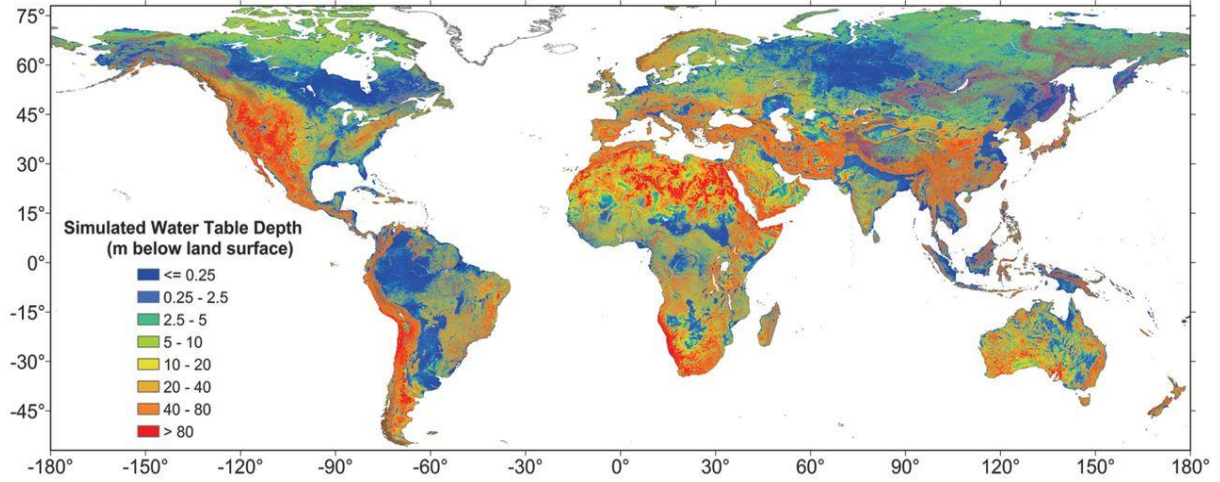 75°
60°
45°
30°
15°
0°
-15°
-30°
-45°
Simulated Water Table Depth
(m below land surface)
<= 0.25
0.25 - 2.5
2.5 - 5
5 - 10
10 - 20
20 - 40
40 - 80
> 80
-180° -150° -120° -90° -60° -30° 0° 30° 60° 90° 120° 150° 180°